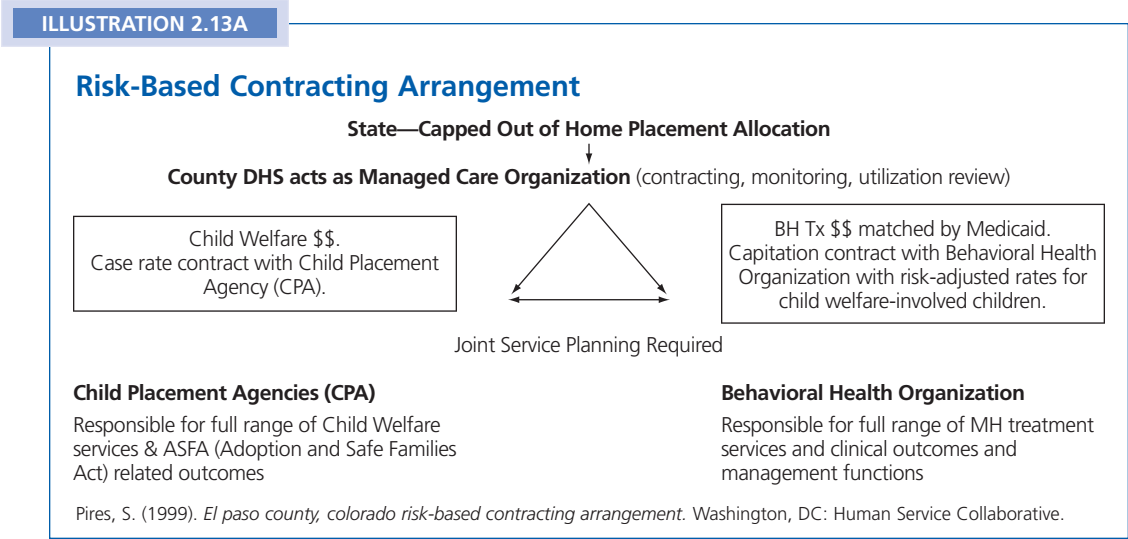 ILLUSTRATION 2.13A
Risk-Based Contracting Arrangement
State—Capped Out of Home Placement Allocation
County DHS acts as Managed Care Organization (contracting, monitoring, utilization review)
Child Welfare $$.
Case rate contract with Child Placement
Agency (CPA).
BH Tx $$ matched by Medicaid.
Capitation contract with Behavioral Health
Organization with risk-adjusted rates for
child welfare-involved children.
Joint Service Planning Required
Child Placement Agencies (CPA)
Responsible for full range of Child Welfare
services & ASFA (Adoption and Safe Families
Act) related outcomes
Behavioral Health Organization
Responsible for full range of MH treatment
services and clinical outcomes and
management functions
Pires, S. (1999). El paso county, colorado risk-based contracting arrangement. Washington, DC: Human Service Collaborative.